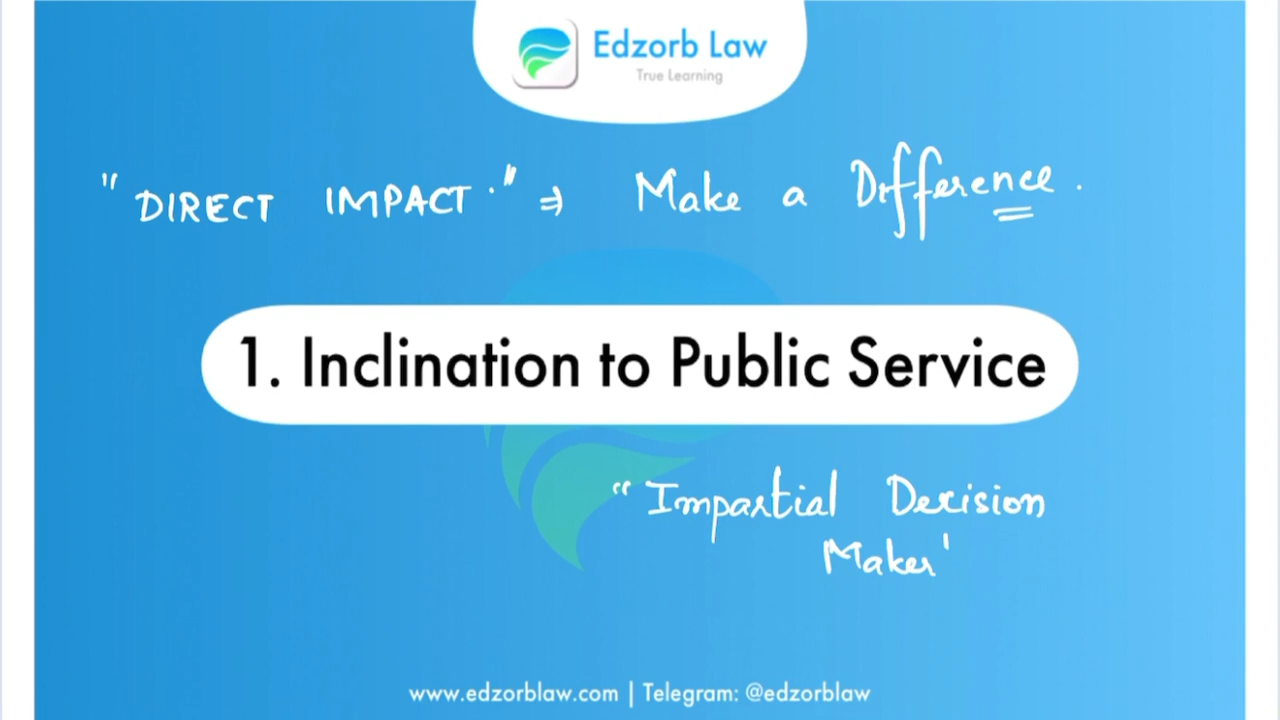 Edzorb Law
True Learning
"DIRECT IMPACT." ⇒ Make a Difference.
1. Inclination to Public Service
"Impartial Decision
Maker'
www.edzorblaw.com | Telegram: @edzorblaw